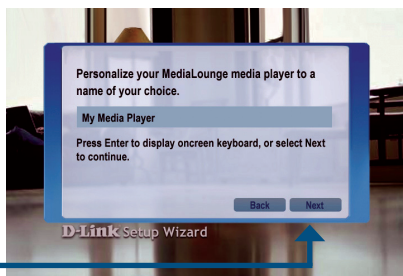 Personalize your MediaLounge media player to a
name of your choice.
My Media Player
Press Enter to display onscreen keyboard, or select Next
to continue.
Back Next
D-Link Setup Wizard